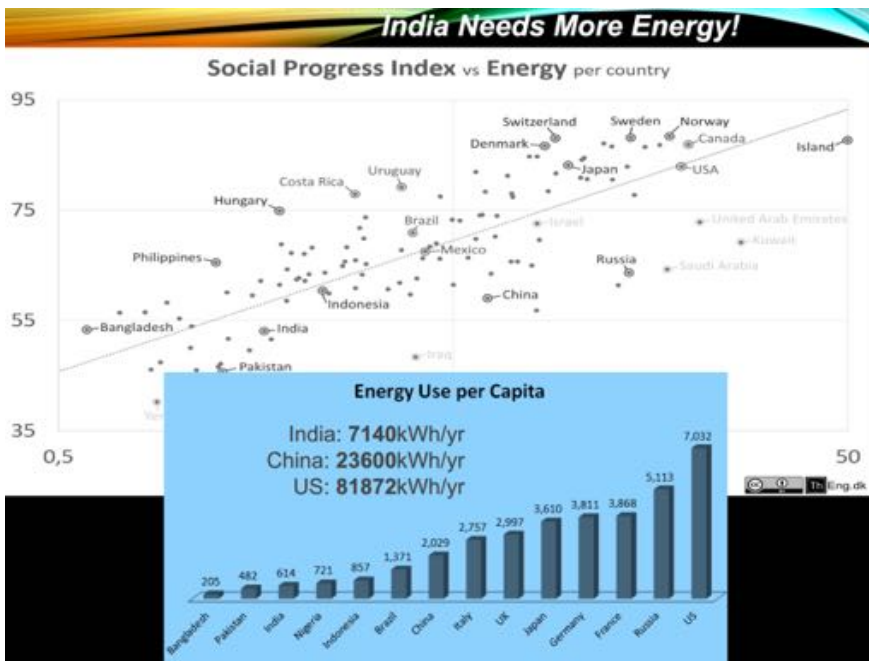 India Needs More Energy!
Social Progress Index vs Energy per country
95
75
55
35
0,5
50
Switzerland
Sweden
Norway
Denmark
Canada
Island
Japan
USA
Uruguay
Costa Rica
Hungary
Brazil
Israel
United Arab Emirates
Mexico
Kuwait
Philippines
Russia
Saudi Arabia
Indonesia
China
Bangladesh
India
Iraq
Pakistan
Energy Use per Capita
India: 7140kWh/yr
China: 23600kWh/yr
US: 81872kWh/yr
205
482
614
721
857
1,371
2,029
2,757
2,997
3,610
3,811
3,868
5,113
7,032
Bangladesh
Pakistan
India
Nigeria
Indonesia
Brazil
China
Italy
UK
Japan
Germany
France
Russia
US
cc
Th Eng.dk